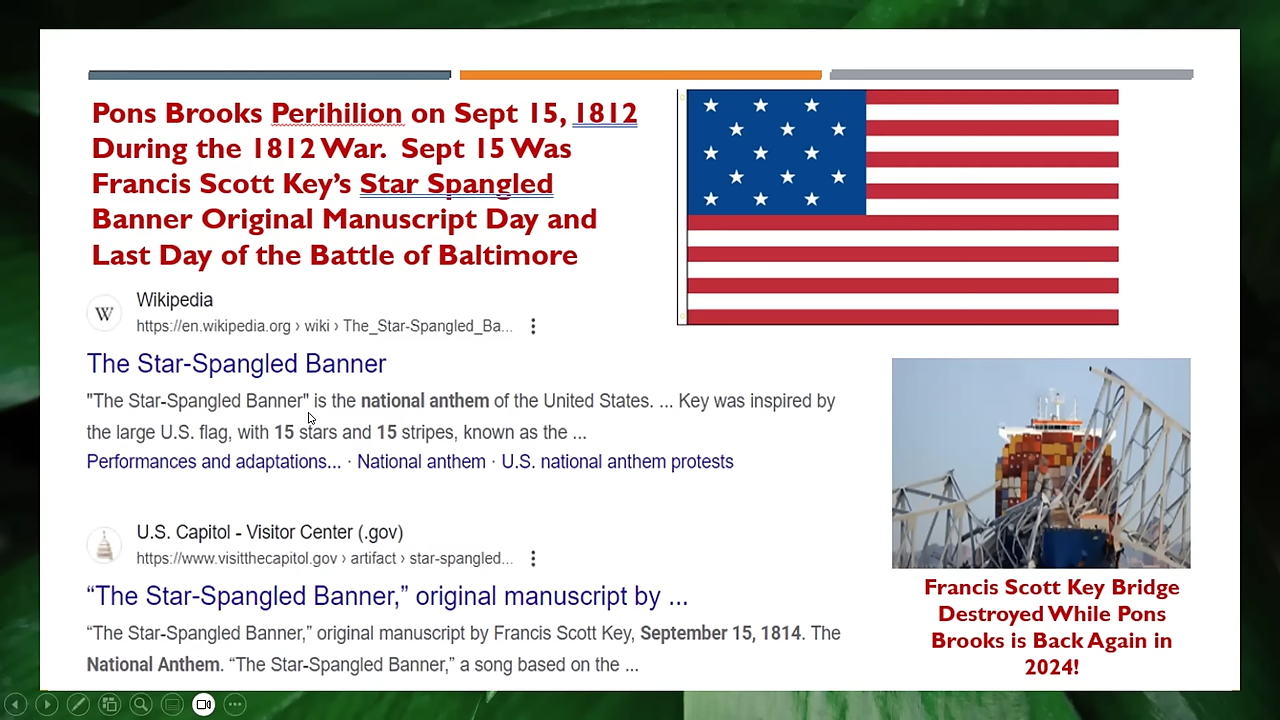 Pons Brooks Perihilion on Sept 15, 1812
During the 1812 War. Sept 15 Was
Francis Scott Key’s Star Spangled
Banner Original Manuscript Day and
Last Day of the Battle of Baltimore
W
Wikipedia
https://en.wikipedia.org › wiki › The_Star-Spangled_Ba...
The Star-Spangled Banner
"The Star-Spangled Banner" is the national anthem of the United States. ... Key was inspired by
the large U.S. flag, with 15 stars and 15 stripes, known as the ...
Performances and adaptations... · National anthem · U.S. national anthem protests
U.S. Capitol - Visitor Center (.gov)
https://www.visitthecapitol.gov › artifact › star-spangled...
“The Star-Spangled Banner,” original manuscript by ...
“The Star-Spangled Banner,” original manuscript by Francis Scott Key, September 15, 1814. The
National Anthem. “The Star-Spangled Banner,” a song based on the ...
Francis Scott Key Bridge
Destroyed While Pons
Brooks is Back Again in
2024!